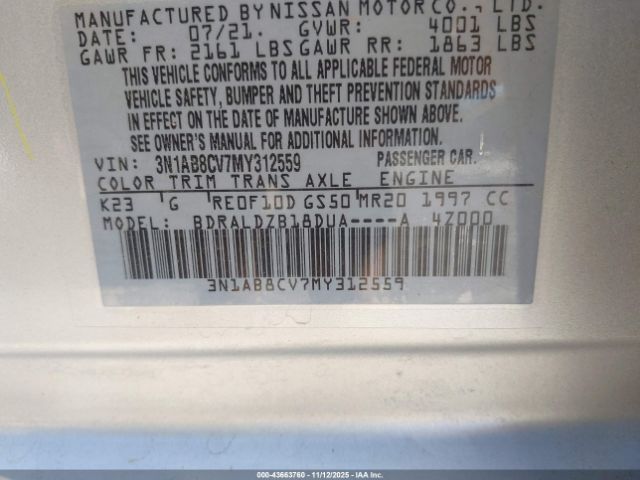 MANUFACTURED BY NISSAN MOTOR CO., LTD.
DATE: 07/21. GVWR: 4001 LBS
GAWR FR: 2161 LBS GAWR RR: 1863 LBS
THIS VEHICLE CONFORMS TO ALL APPLICABLE FEDERAL MOTOR
VEHICLE SAFETY, BUMPER AND THEFT PREVENTION STANDARDS
IN EFFECT ON THE DATE OF MANUFACTURE SHOWN ABOVE.
SEE OWNER'S MANUAL FOR ADDITIONAL INFORMATION.
VIN: 3N1AB8CV7MY312559 PASSENGER CAR
COLOR TRIM TRANS AXLE ENGINE
K23 G RE0F10D GS50 MR20 1997 CC
MODEL: BDRALDZB18DUA----A 4Z000
3N1AB8CV7MY312559
000-43663760 - 11/12/2025 - IAA Inc.